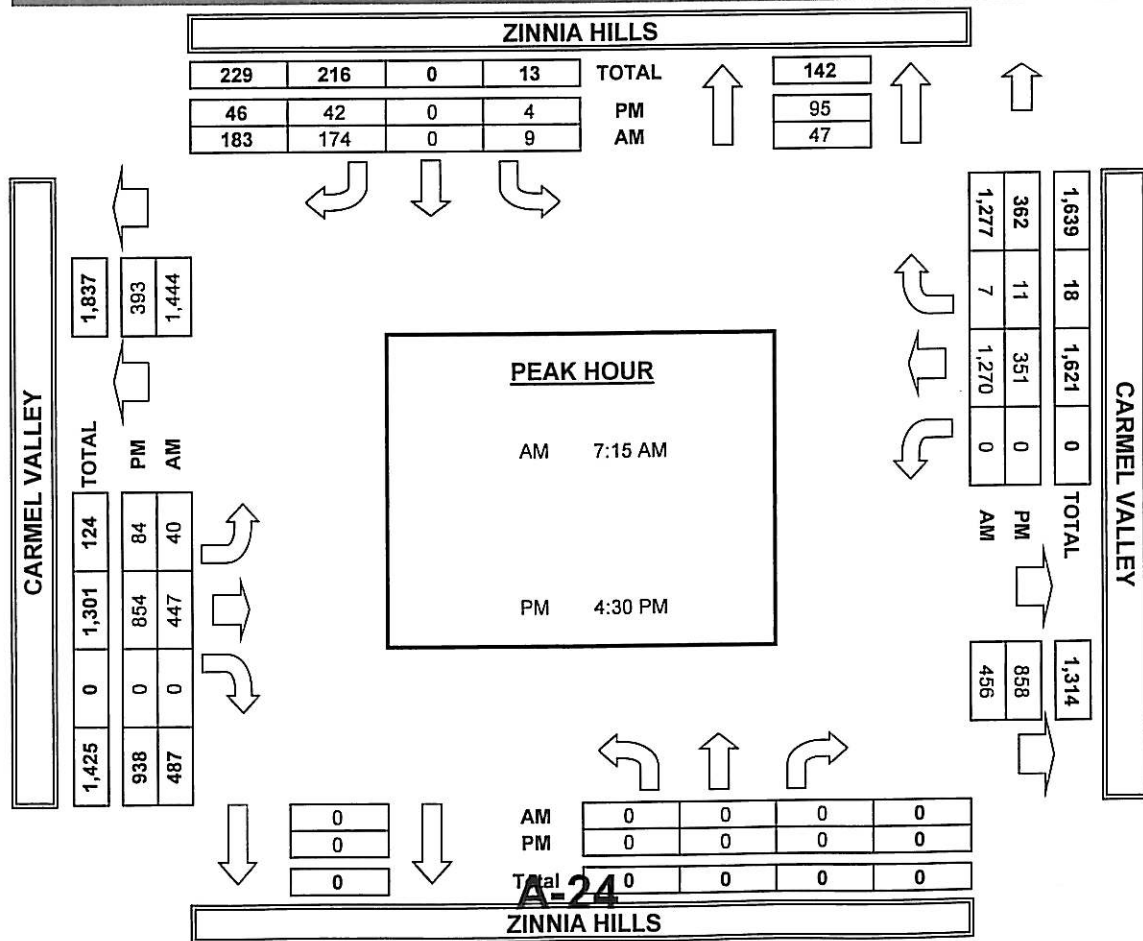 ZINNIA HILLS
229 216 0 13 TOTAL 142
46 42 0 4 PM 95
183 174 0 9 AM 47
CARMEL VALLEY
1,837 393 1,444
TOTAL PM AM
124 84 40
1,301 854 447
0 0 0
1,425 938 487
PEAK HOUR
AM 7:15 AM
PM 4:30 PM
1,277 362 1,639
7 11 18
1,270 351 1,621
0 0 0
AM PM TOTAL
456 858 1,314
CARMEL VALLEY
0 AM 0 0 0 0
0 PM 0 0 0 0
0 Total 0 0 0 0
A-24
ZINNIA HILLS